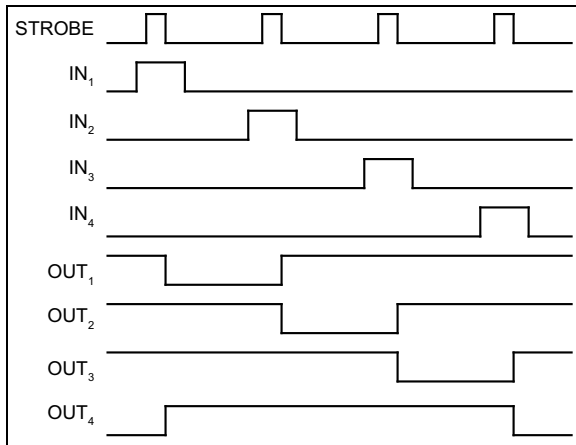 STROBE
IN₁
IN₂
IN₃
IN₄
OUT₁
OUT₂
OUT₃
OUT₄